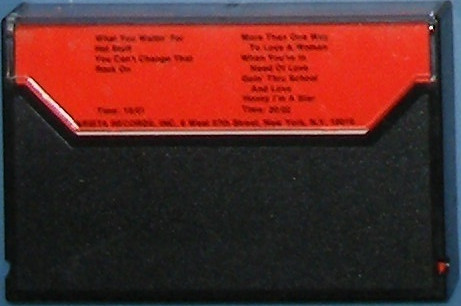 What You Waitin' For
Hot Stuff
You Can't Change That
Rock On
Time:
More Than One Way
To Love A Woman
When You're In
Need Of Love
Goin' Thru School
And Love
Honey I'm A Star
Time: 20:02
ARISTA RECORDS, INC. 6 West 57th Street, New York, N.Y. 10019